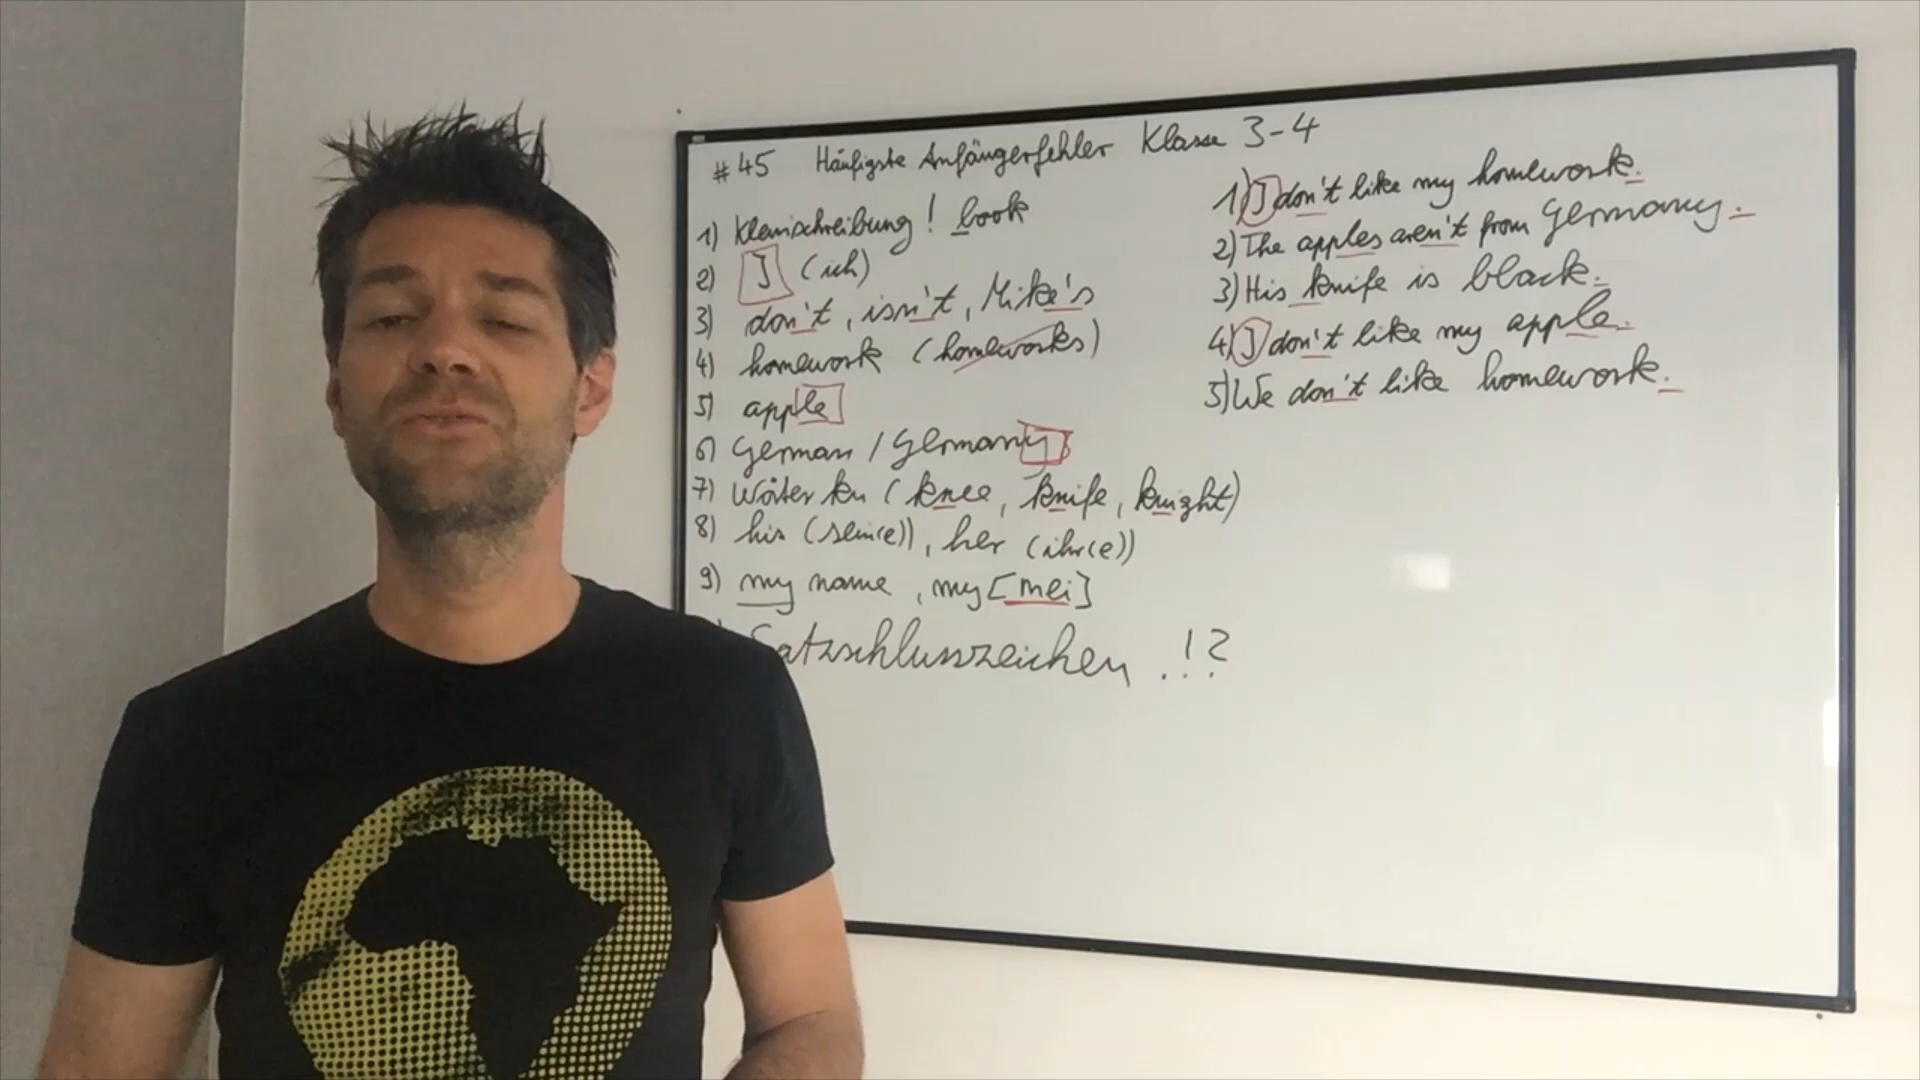 #45 Häufigste Anfängerfehler Klasse 3-4
1) Kleinschreibung! book
2) I (ich)
3) don't, isn't, Mike's
4) homework (homeworks)
5) apple
6) German / Germany
7) Wörter kn (knee, knife, knight)
8) his (sein(e)), her (ihr(e))
9) my name, my [mei]
Satzschlusszeichen . ! ?
1) I don't like my homework.
2) The apples aren't from Germany.
3) His knife is black.
4) I don't like my apple.
5) We don't like homework.